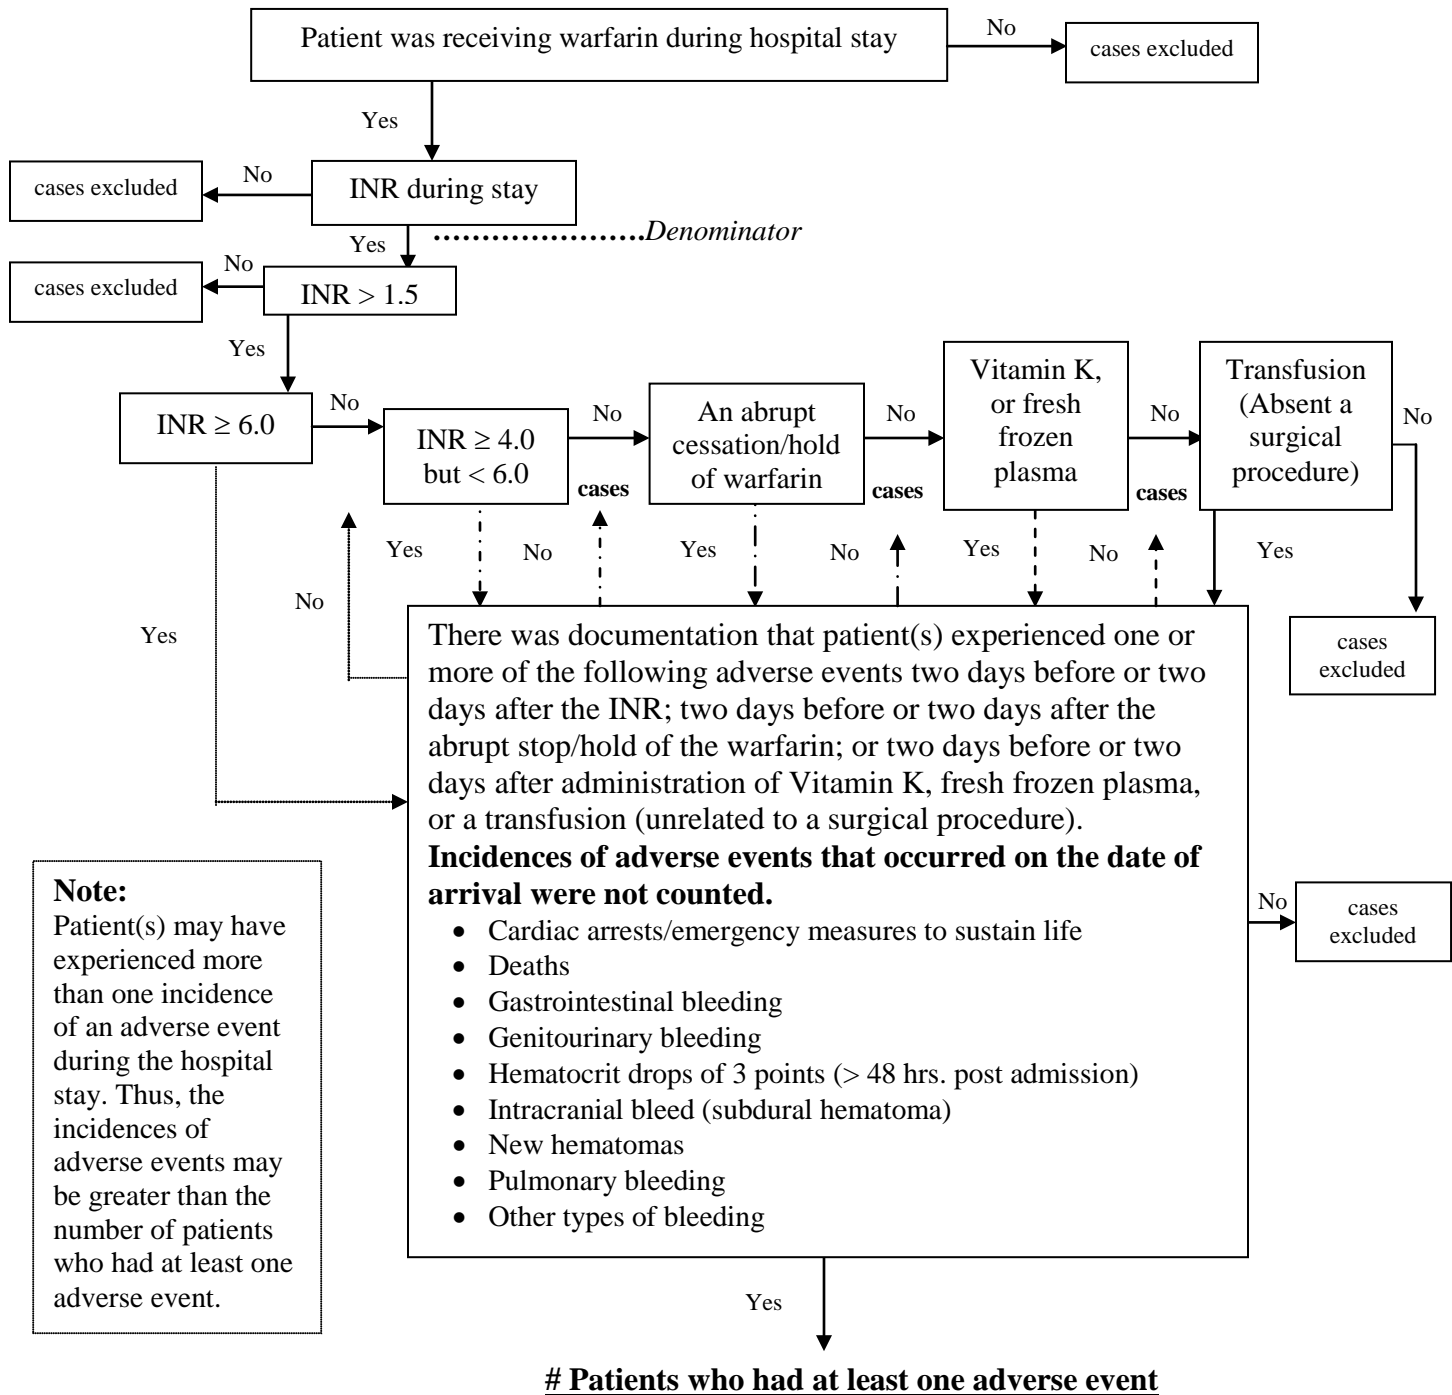 Patient was receiving warfarin during hospital stay
No
cases excluded
Yes
cases excluded
No
INR during stay
Yes
......................Denominator
cases excluded
No
INR > 1.5
Yes
INR ≥ 6.0
No
INR ≥ 4.0
but < 6.0
No
cases
An abrupt
cessation/hold
of warfarin
No
cases
Vitamin K,
or fresh
frozen
plasma
No
cases
Transfusion
(Absent a
surgical
procedure)
No
Yes
No
Yes
No
Yes
No
Yes
No
Yes
cases
excluded
There was documentation that patient(s) experienced one or
more of the following adverse events two days before or two
days after the INR; two days before or two days after the
abrupt stop/hold of the warfarin; or two days before or two
days after administration of Vitamin K, fresh frozen plasma,
or a transfusion (unrelated to a surgical procedure).
Incidences of adverse events that occurred on the date of
arrival were not counted.
• Cardiac arrests/emergency measures to sustain life
• Deaths
• Gastrointestinal bleeding
• Genitourinary bleeding
• Hematocrit drops of 3 points (> 48 hrs. post admission)
• Intracranial bleed (subdural hematoma)
• New hematomas
• Pulmonary bleeding
• Other types of bleeding
No
cases
excluded
Note:
Patient(s) may have
experienced more
than one incidence
of an adverse event
during the hospital
stay. Thus, the
incidences of
adverse events may
be greater than the
number of patients
who had at least one
adverse event.
Yes
# Patients who had at least one adverse event